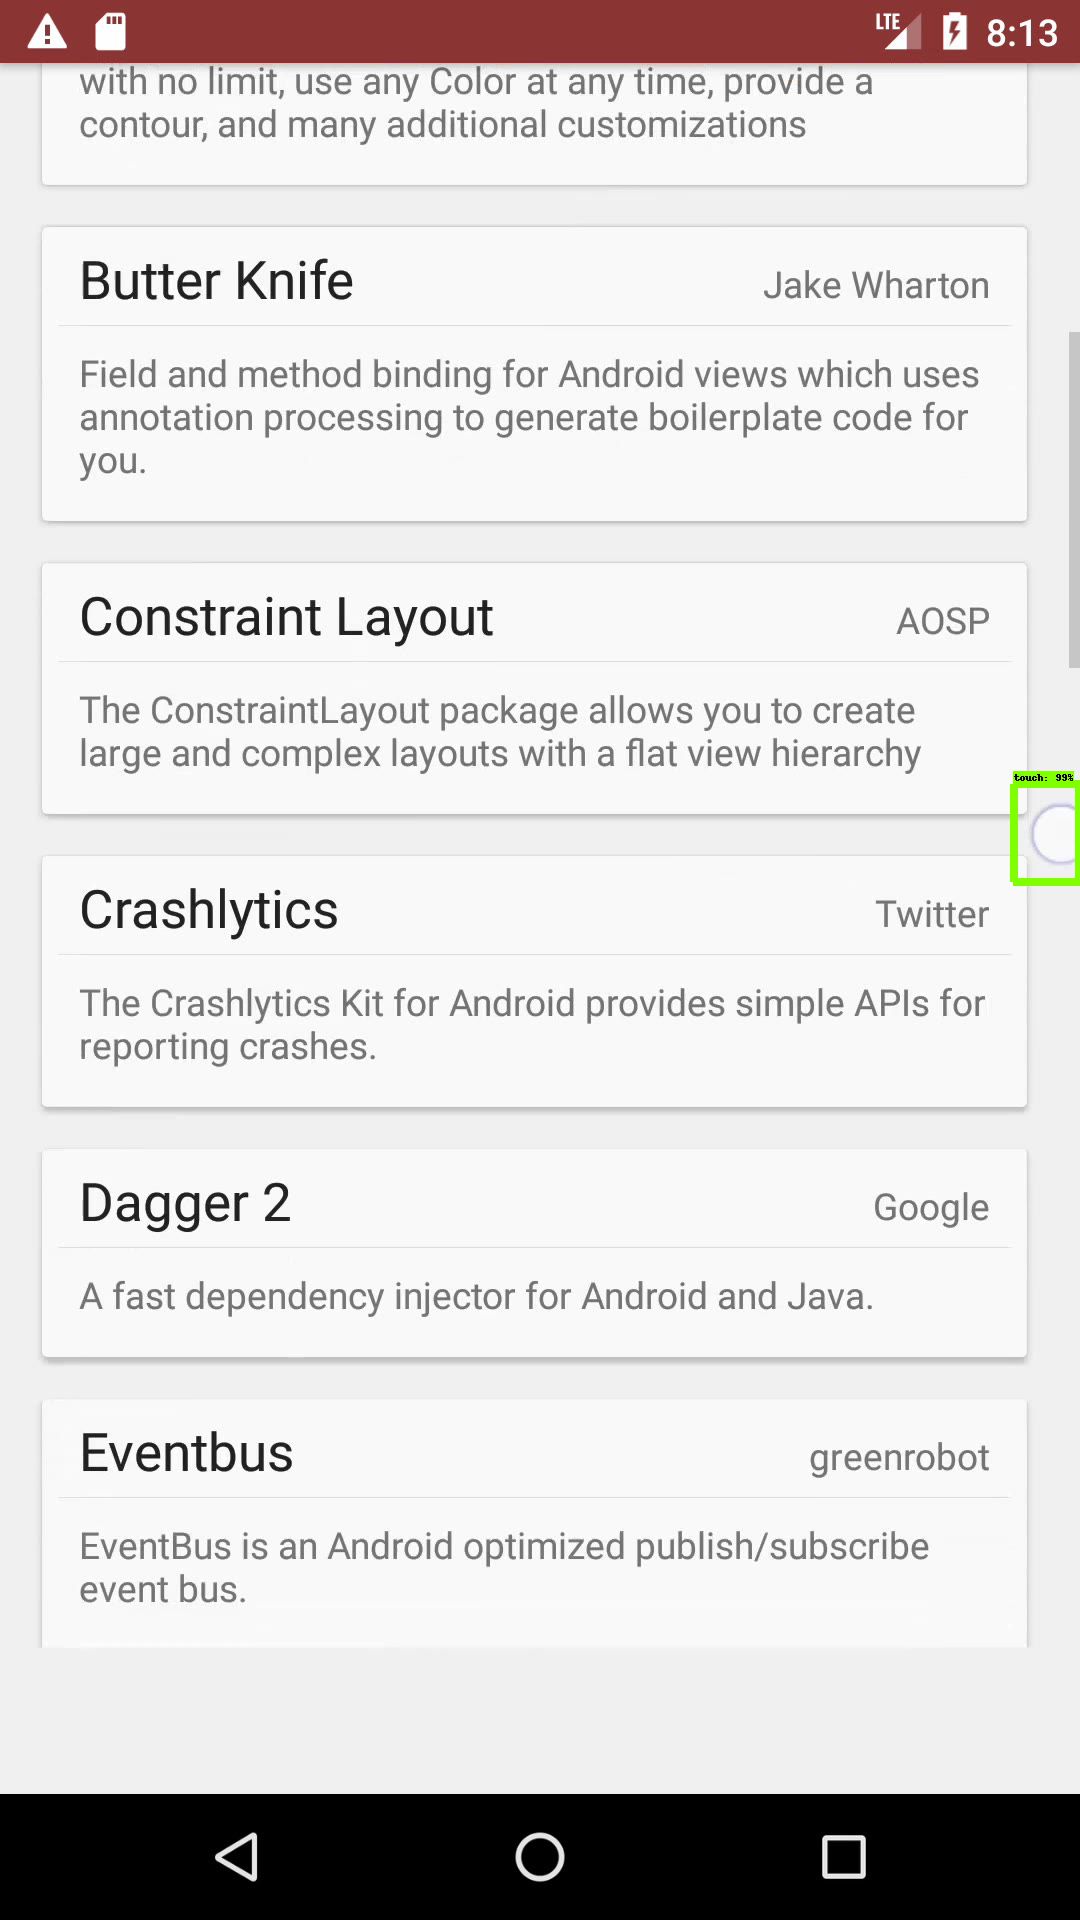 LTE 8:13
with no limit, use any Color at any time, provide a
contour, and many additional customizations
Butter Knife Jake Wharton
Field and method binding for Android views which uses
annotation processing to generate boilerplate code for
you.
Constraint Layout AOSP
The ConstraintLayout package allows you to create
large and complex layouts with a flat view hierarchy
touch: 99%
Crashlytics Twitter
The Crashlytics Kit for Android provides simple APIs for
reporting crashes.
Dagger 2 Google
A fast dependency injector for Android and Java.
Eventbus greenrobot
EventBus is an Android optimized publish/subscribe
event bus.